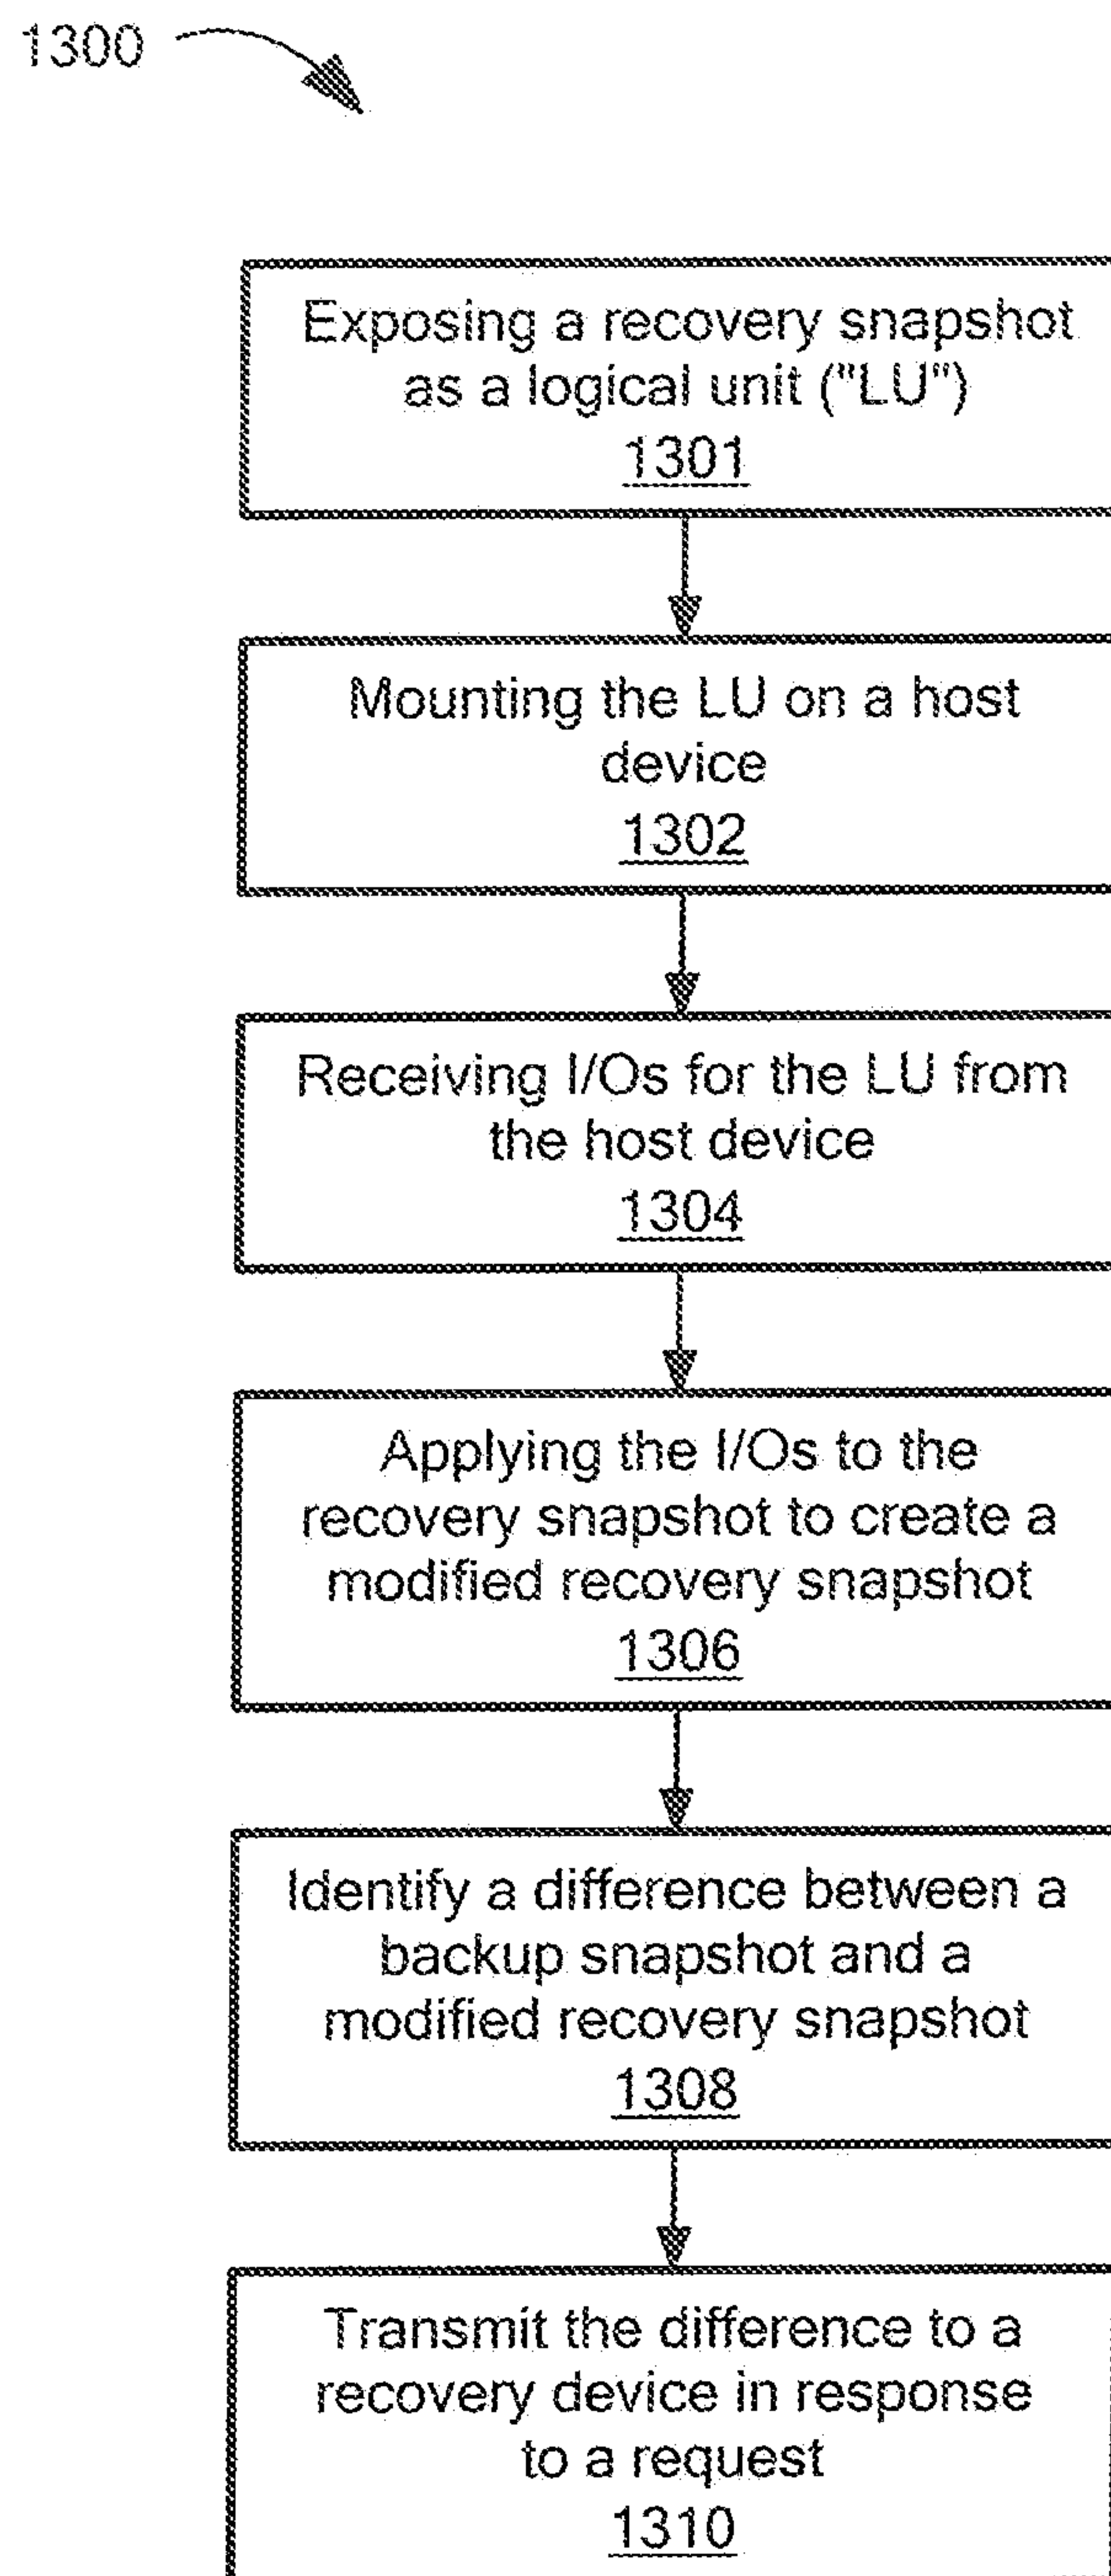 1300
Exposing a recovery snapshot
as a logical unit ("LU")
1301
Mounting the LU on a host
device
1302
Receiving I/Os for the LU from
the host device
1304
Applying the I/Os to the
recovery snapshot to create a
modified recovery snapshot
1306
Identify a difference between a
backup snapshot and a
modified recovery snapshot
1308
Transmit the difference to a
recovery device in response
to a request
1310